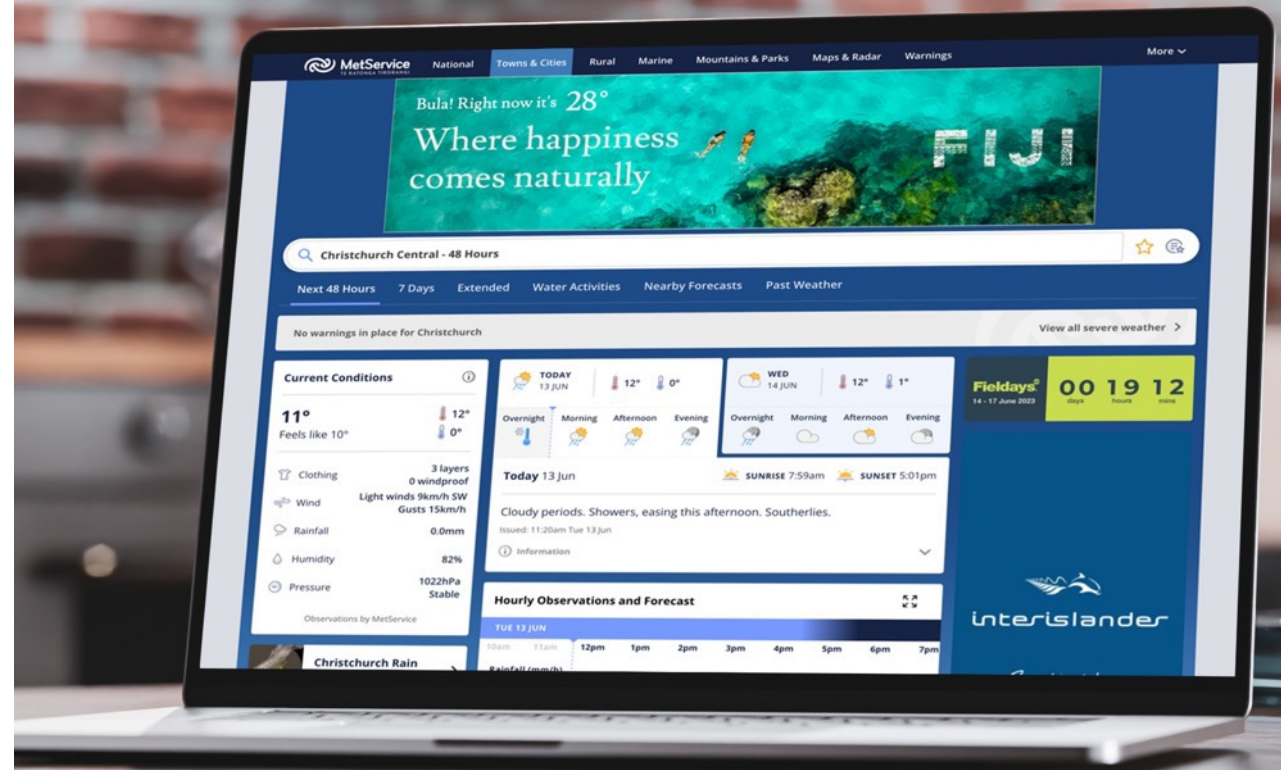 MetService
TE RATONGA TIRORANGI
National
Towns & Cities
Rural
Marine
Mountains & Parks
Maps & Radar
Warnings
More
Bula! Right now it's 28°
Where happiness
comes naturally
FIJI
Christchurch Central - 48 Hours
Next 48 Hours
7 Days
Extended
Water Activities
Nearby Forecasts
Past Weather
No warnings in place for Christchurch
View all severe weather
Current Conditions
11°
Feels like 10°
12°
0°
Clothing
3 layers
0 windproof
Wind
Light winds 9km/h SW
Gusts 15km/h
Rainfall
0.0mm
Humidity
82%
Pressure
1022hPa
Stable
Observations by MetService
Christchurch Rain
TODAY
13 JUN
12° 0°
Overnight Morning Afternoon Evening
WED
14 JUN
12° 1°
Overnight Morning Afternoon Evening
Today 13 Jun
SUNRISE 7:59am
SUNSET 5:01pm
Cloudy periods. Showers, easing this afternoon. Southerlies.
Issued: 11:20am Tue 13 Jun
Information
Hourly Observations and Forecast
TUE 13 JUN
10am 11am 12pm 1pm 2pm 3pm 4pm 5pm 6pm 7pm
Rainfall (mm/h)
Fieldays
14 - 17 June 2023
00 19 12
days hours mins
interislander